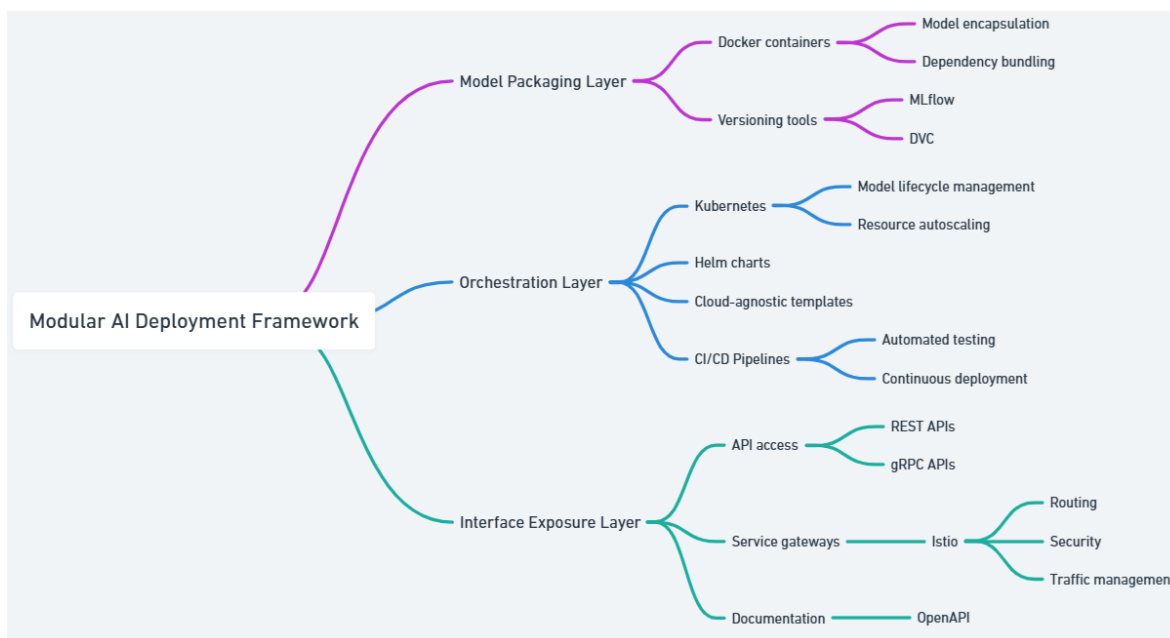 Modular AI Deployment Framework
Model Packaging Layer
Docker containers
Model encapsulation
Dependency bundling
Versioning tools
MLflow
DVC
Orchestration Layer
Kubernetes
Model lifecycle management
Resource autoscaling
Helm charts
Cloud-agnostic templates
CI/CD Pipelines
Automated testing
Continuous deployment
Interface Exposure Layer
API access
REST APIs
gRPC APIs
Service gateways
Istio
Routing
Security
Traffic managemen
Documentation
OpenAPI